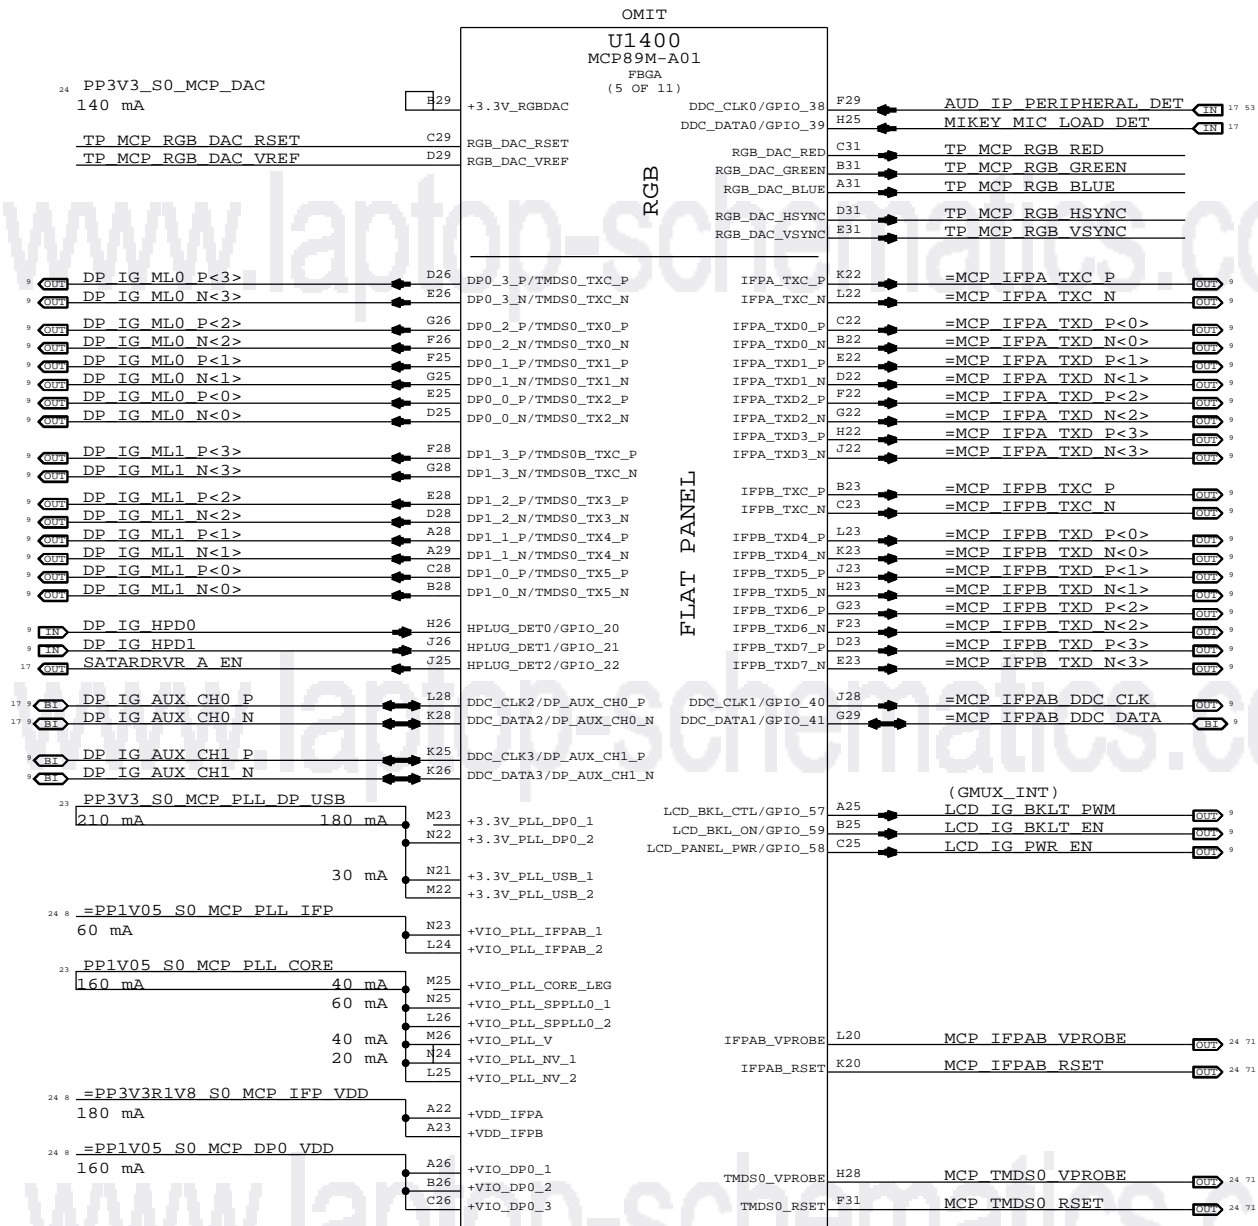 OMIT
U1400
MCP89M-A01
FBGA
(5 OF 11)
24 PP3V3_S0_MCP_DAC
140 mA
B29 +3.3V_RGBDAC
DDC_CLK0/GPIO_38 F29 AUD_IP_PERIPHERAL_DET IN 17 53
DDC_DATA0/GPIO_39 H25 MIKEY_MIC_LOAD_DET IN 17
TP_MCP_RGB_DAC_RSET C29 RGB_DAC_RSET
TP_MCP_RGB_DAC_VREF D29 RGB_DAC_VREF
RGB_DAC_RED C31 TP_MCP_RGB_RED
RGB_DAC_GREEN B31 TP_MCP_RGB_GREEN
RGB_DAC_BLUE A31 TP_MCP_RGB_BLUE
RGB
RGB_DAC_HSYNC D31 TP_MCP_RGB_HSYNC
RGB_DAC_VSYNC E31 TP_MCP_RGB_VSYNC
www.laptop-schematics.co
9 OUT DP_IG_ML0_P<3> D26 DP0_3_P/TMDS0_TXC_P IFPA_TXC_P K22 =MCP_IFPA_TXC_P OUT 9
9 OUT DP_IG_ML0_N<3> E26 DP0_3_N/TMDS0_TXC_N IFPA_TXC_N L22 =MCP_IFPA_TXC_N OUT 9
9 OUT DP_IG_ML0_P<2> G26 DP0_2_P/TMDS0_TX0_P IFPA_TXD0_P C22 =MCP_IFPA_TXD_P<0> OUT 9
9 OUT DP_IG_ML0_N<2> F26 DP0_2_N/TMDS0_TX0_N IFPA_TXD0_N B22 =MCP_IFPA_TXD_N<0> OUT 9
9 OUT DP_IG_ML0_P<1> F25 DP0_1_P/TMDS0_TX1_P IFPA_TXD1_P E22 =MCP_IFPA_TXD_P<1> OUT 9
9 OUT DP_IG_ML0_N<1> G25 DP0_1_N/TMDS0_TX1_N IFPA_TXD1_N D22 =MCP_IFPA_TXD_N<1> OUT 9
9 OUT DP_IG_ML0_P<0> E25 DP0_0_P/TMDS0_TX2_P IFPA_TXD2_P F22 =MCP_IFPA_TXD_P<2> OUT 9
9 OUT DP_IG_ML0_N<0> D25 DP0_0_N/TMDS0_TX2_N IFPA_TXD2_N G22 =MCP_IFPA_TXD_N<2> OUT 9
IFPA_TXD3_P H22 =MCP_IFPA_TXD_P<3> OUT 9
9 OUT DP_IG_ML1_P<3> F28 DP1_3_P/TMDS0B_TXC_P IFPA_TXD3_N J22 =MCP_IFPA_TXD_N<3> OUT 9
9 OUT DP_IG_ML1_N<3> G28 DP1_3_N/TMDS0B_TXC_N
FLAT PANEL
9 OUT DP_IG_ML1_P<2> E28 DP1_2_P/TMDS0_TX3_P IFPB_TXC_P B23 =MCP_IFPB_TXC_P OUT 9
9 OUT DP_IG_ML1_N<2> D28 DP1_2_N/TMDS0_TX3_N IFPB_TXC_N C23 =MCP_IFPB_TXC_N OUT 9
9 OUT DP_IG_ML1_P<1> A28 DP1_1_P/TMDS0_TX4_P IFPB_TXD4_P L23 =MCP_IFPB_TXD_P<0> OUT 9
9 OUT DP_IG_ML1_N<1> A29 DP1_1_N/TMDS0_TX4_N IFPB_TXD4_N K23 =MCP_IFPB_TXD_N<0> OUT 9
9 OUT DP_IG_ML1_P<0> C28 DP1_0_P/TMDS0_TX5_P IFPB_TXD5_P J23 =MCP_IFPB_TXD_P<1> OUT 9
9 OUT DP_IG_ML1_N<0> B28 DP1_0_N/TMDS0_TX5_N IFPB_TXD5_N H23 =MCP_IFPB_TXD_N<1> OUT 9
IFPB_TXD6_P G23 =MCP_IFPB_TXD_P<2> OUT 9
9 IN DP_IG_HPD0 H26 HPLUG_DET0/GPIO_20 IFPB_TXD6_N F23 =MCP_IFPB_TXD_N<2> OUT 9
9 IN DP_IG_HPD1 J26 HPLUG_DET1/GPIO_21 IFPB_TXD7_P D23 =MCP_IFPB_TXD_P<3> OUT 9
17 OUT SATARDRVR_A_EN J25 HPLUG_DET2/GPIO_22 IFPB_TXD7_N E23 =MCP_IFPB_TXD_N<3> OUT 9
17 9 BI DP_IG_AUX_CH0_P L28 DDC_CLK2/DP_AUX_CH0_P DDC_CLK1/GPIO_40 J28 =MCP_IFPAB_DDC_CLK OUT 9
17 9 BI DP_IG_AUX_CH0_N K28 DDC_DATA2/DP_AUX_CH0_N DDC_DATA1/GPIO_41 G29 =MCP_IFPAB_DDC_DATA BI 9
www.laptop-schematics.co
9 BI DP_IG_AUX_CH1_P K25 DDC_CLK3/DP_AUX_CH1_P
9 BI DP_IG_AUX_CH1_N K26 DDC_DATA3/DP_AUX_CH1_N
(GMUX_INT)
23 PP3V3_S0_MCP_PLL_DP_USB
LCD_BKL_CTL/GPIO_57 A25 LCD_IG_BKLT_PWM OUT 9
210 mA 180 mA M23 +3.3V_PLL_DP0_1
LCD_BKL_ON/GPIO_59 B25 LCD_IG_BKLT_EN OUT 9
N22 +3.3V_PLL_DP0_2
LCD_PANEL_PWR/GPIO_58 C25 LCD_IG_PWR_EN OUT 9
30 mA N21 +3.3V_PLL_USB_1
M22 +3.3V_PLL_USB_2
24 8 =PP1V05_S0_MCP_PLL_IFP
60 mA N23 +VIO_PLL_IFPAB_1
L24 +VIO_PLL_IFPAB_2
23 PP1V05_S0_MCP_PLL_CORE
160 mA 40 mA M25 +VIO_PLL_CORE_LEG
60 mA N25 +VIO_PLL_SPPLL0_1
L26 +VIO_PLL_SPPLL0_2
40 mA M26 +VIO_PLL_V
IFPAB_VPROBE L20 MCP_IFPAB_VPROBE OUT 24 71
20 mA N24 +VIO_PLL_NV_1
IFPAB_RSET K20 MCP_IFPAB_RSET OUT 24 71
L25 +VIO_PLL_NV_2
24 8 =PP3V3R1V8_S0_MCP_IFP_VDD
180 mA A22 +VDD_IFPA
A23 +VDD_IFPB
24 8 =PP1V05_S0_MCP_DP0_VDD
160 mA A26 +VIO_DP0_1
B26 +VIO_DP0_2
TMDS0_VPROBE H28 MCP_TMDS0_VPROBE OUT 24 71
C26 +VIO_DP0_3
TMDS0_RSET F31 MCP_TMDS0_RSET OUT 24 71
www.laptop-schematics.co